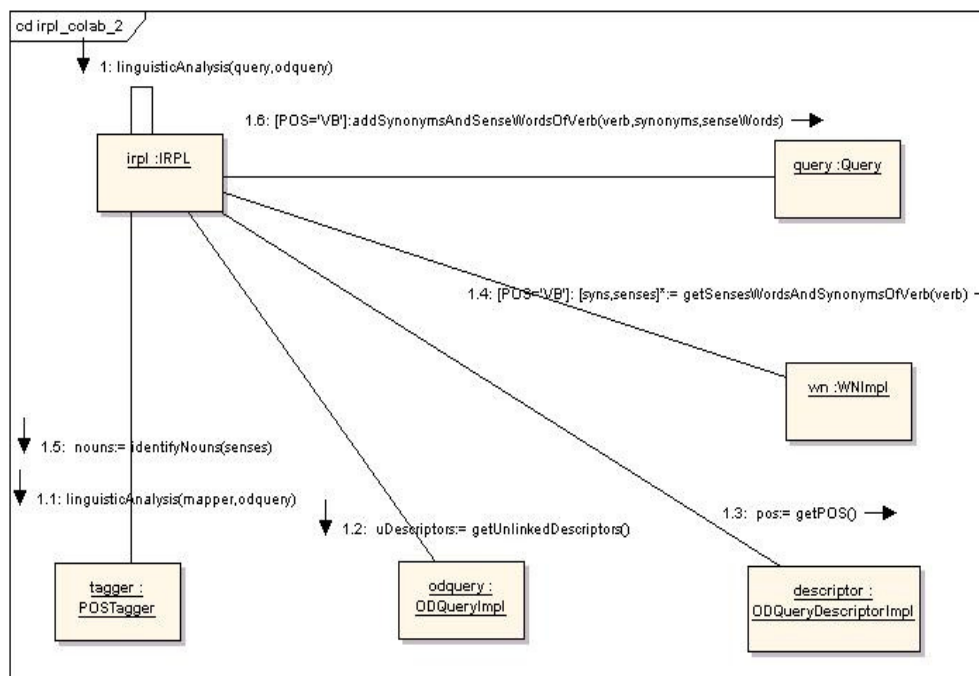 cd irpl_colab_2
1: linguisticAnalysis(query,odquery)
1.6: [POS='VB']:addSynonymsAndSenseWordsOfVerb(verb,synonyms,senseWords)
irpl :IRPL
query :Query
1.4: [POS='VB']: [syns,senses]*:= getSensesWordsAndSynonymsOfVerb(verb)
wn :WNImpl
1.5: nouns:= identifyNouns(senses)
1.1: linguisticAnalysis(mapper,odquery)
1.2: uDescriptors:= getUnlinkedDescriptors()
1.3: pos:= getPOS()
tagger :
POSTagger
odquery :
ODQueryImpl
descriptor :
ODQueryDescriptorImpl